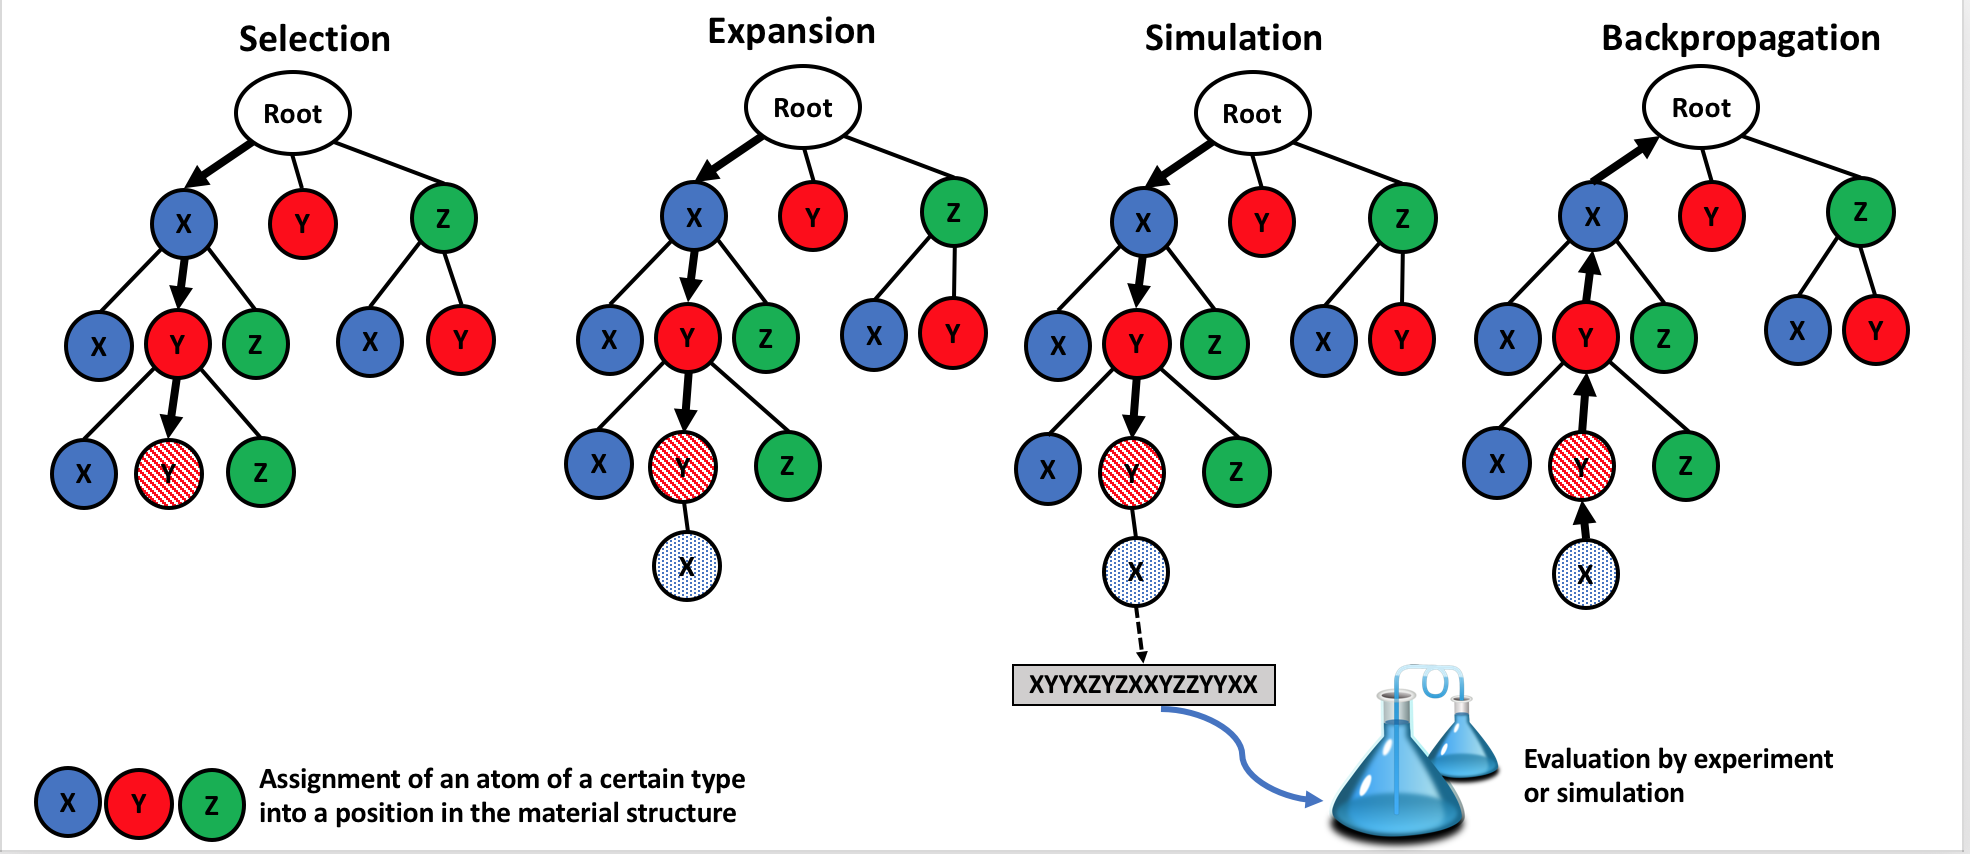 Selection
Root
X Y Z
X Y Z X Y
X Y Z
Expansion
Root
X Y Z
X Y Z X Y
X Y Z
X
Simulation
Root
X Y Z
X Y Z X Y
X Y Z
X
XYYXZYZXXYZZYYXX
Evaluation by experiment
or simulation
Backpropagation
Root
X Y Z
X Y Z X Y
X Y Z
X
X Y Z
Assignment of an atom of a certain type
into a position in the material structure